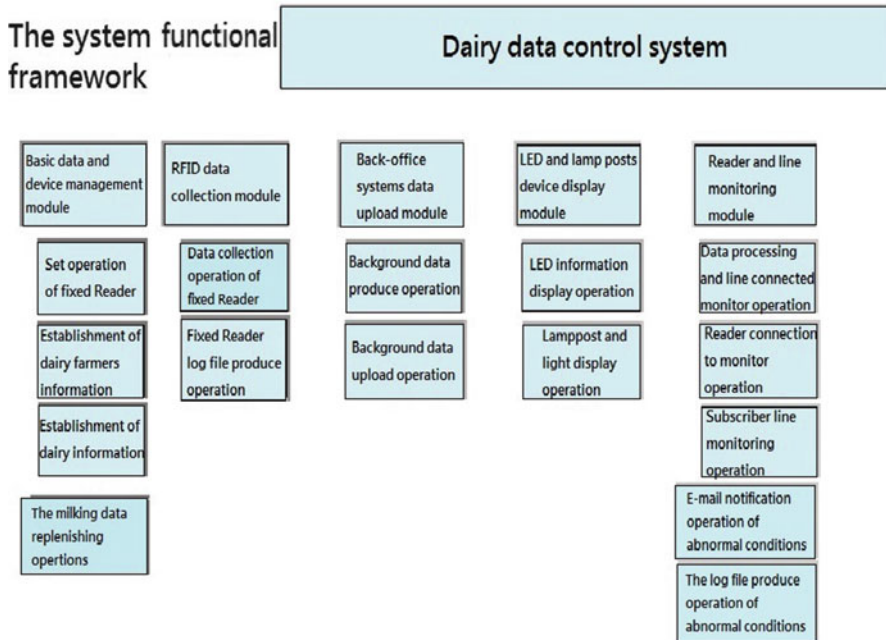 The system functional
framework
Dairy data control system
Basic data and
device management
module
Set operation
of fixed Reader
Establishment of
dairy farmers
information
Establishment of
dairy information
The milking data
replenishing
opertions
RFID data
collection module
Data collection
operation of
fixed Reader
Fixed Reader
log file produce
operation
Back-office
systems data
upload module
Background data
produce operation
Background data
upload operation
LED and lamp posts
device display
module
LED information
display operation
Lamppost and
light display
operation
Reader and line
monitoring
module
Data processing
and line connected
monitor operation
Reader connection
to monitor
operation
Subscriber line
monitoring
operation
E-mail notification
operation of
abnormal conditions
The log file produce
operation of
abnormal conditions